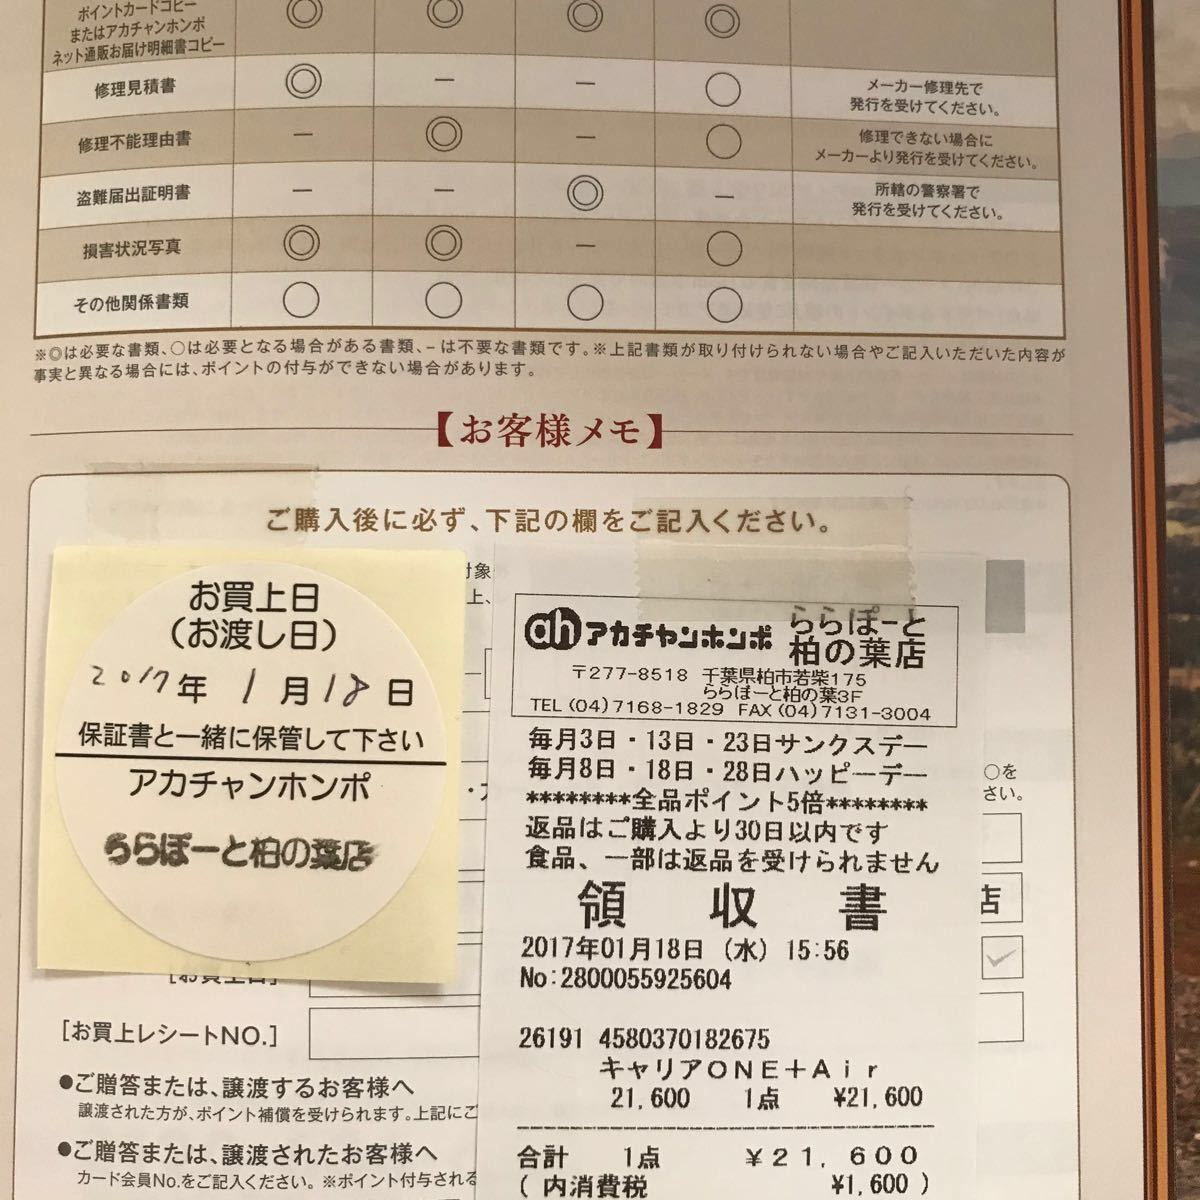 ポイントカードコピー
またはアカチャンホンポ
ネット通販お届け明細書コピー
◎ ◎ ◎ ◎
修理見積書 ◎ － － ○ メーカー修理先で
発行を受けてください。
修理不能理由書 － ◎ － ○ 修理できない場合に
メーカーより発行を受けてください。
盗難届出証明書 － － ◎ － 所轄の警察署で
発行を受けてください。
損害状況写真 ◎ ◎ － ○
その他関係書類 ○ ○ ○ ○
※◎は必要な書類、○は必要となる場合がある書類、－は不要な書類です。※上記書類が取り付けられない場合やご記入いただいた内容が
事実と異なる場合には、ポイントの付与ができない場合があります。
【お客様メモ】
ご購入後に必ず、下記の欄をご記入ください。
対象
上、
お買上日
(お渡し日)
2017年 1月18日
保証書と一緒に保管して下さい
アカチャンホンポ
ららぽーと柏の葉店
ah アカチャンホンポ ららぽーと
柏の葉店
〒277-8518 千葉県柏市若柴175
ららぽーと柏の葉3F
TEL(04)7168-1829 FAX(04)7131-3004
毎月3日・13日・23日サンクスデー
毎月8日・18日・28日ハッピーデー
********全品ポイント5倍********
返品はご購入より30日以内です
食品、一部は返品を受けられません
領 収 書
2017年01月18日 (水) 15:56
No:2800055925604
26191 4580370182675
キャリアONE+Air
21,600 1点 ¥21,600
合計 1点 ¥21,600
(内消費税 ¥1,600)
○を
さい。
店
[お買上日]
[お買上レシートNO.]
●ご贈答または、譲渡するお客様へ
譲渡された方が、ポイント補償を受けられます。上記にご
●ご贈答または、譲渡されたお客様へ
カード会員No.をご記入ください。※ポイント付与される